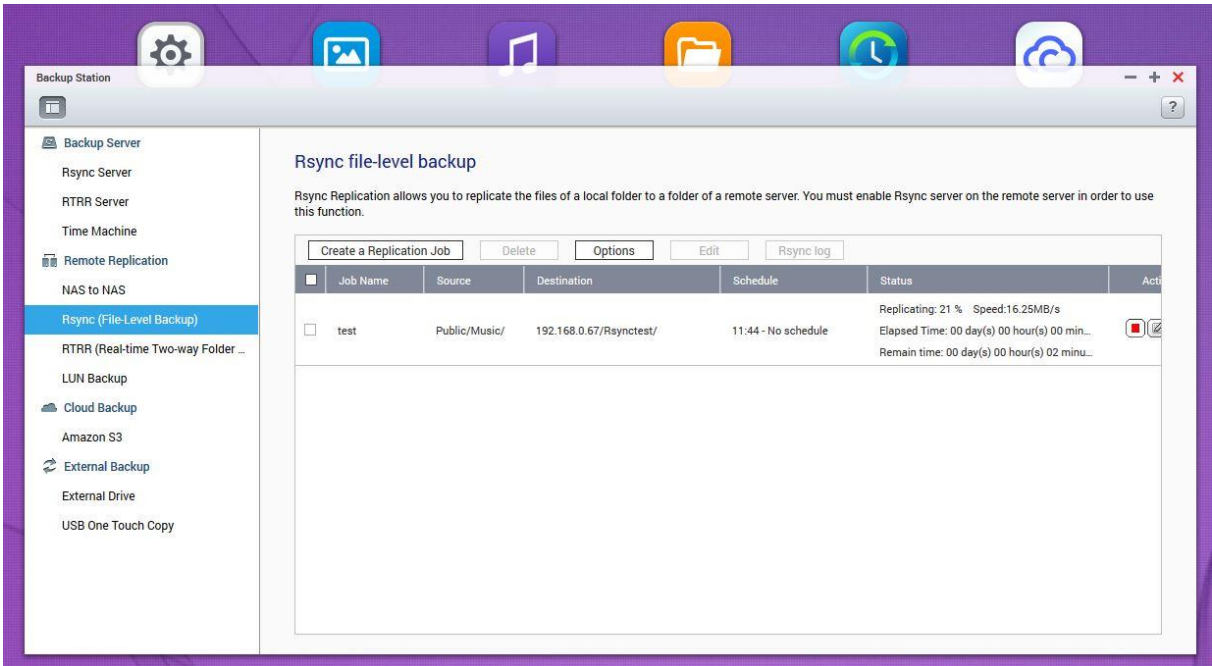 Backup Station
?
Backup Server
Rsync Server
RTRR Server
Time Machine
Remote Replication
NAS to NAS
Rsync (File-Level Backup)
RTRR (Real-time Two-way Folder ...
LUN Backup
Cloud Backup
Amazon S3
External Backup
External Drive
USB One Touch Copy
Rsync file-level backup
Rsync Replication allows you to replicate the files of a local folder to a folder of a remote server. You must enable Rsync server on the remote server in order to use
this function.
Create a Replication Job Delete Options Edit Rsync log
Job Name Source Destination Schedule Status Acti
test Public/Music/ 192.168.0.67/Rsynctest/ 11:44 - No schedule
Replicating: 21 % Speed:16.25MB/s
Elapsed Time: 00 day(s) 00 hour(s) 00 min...
Remain time: 00 day(s) 00 hour(s) 02 minu...